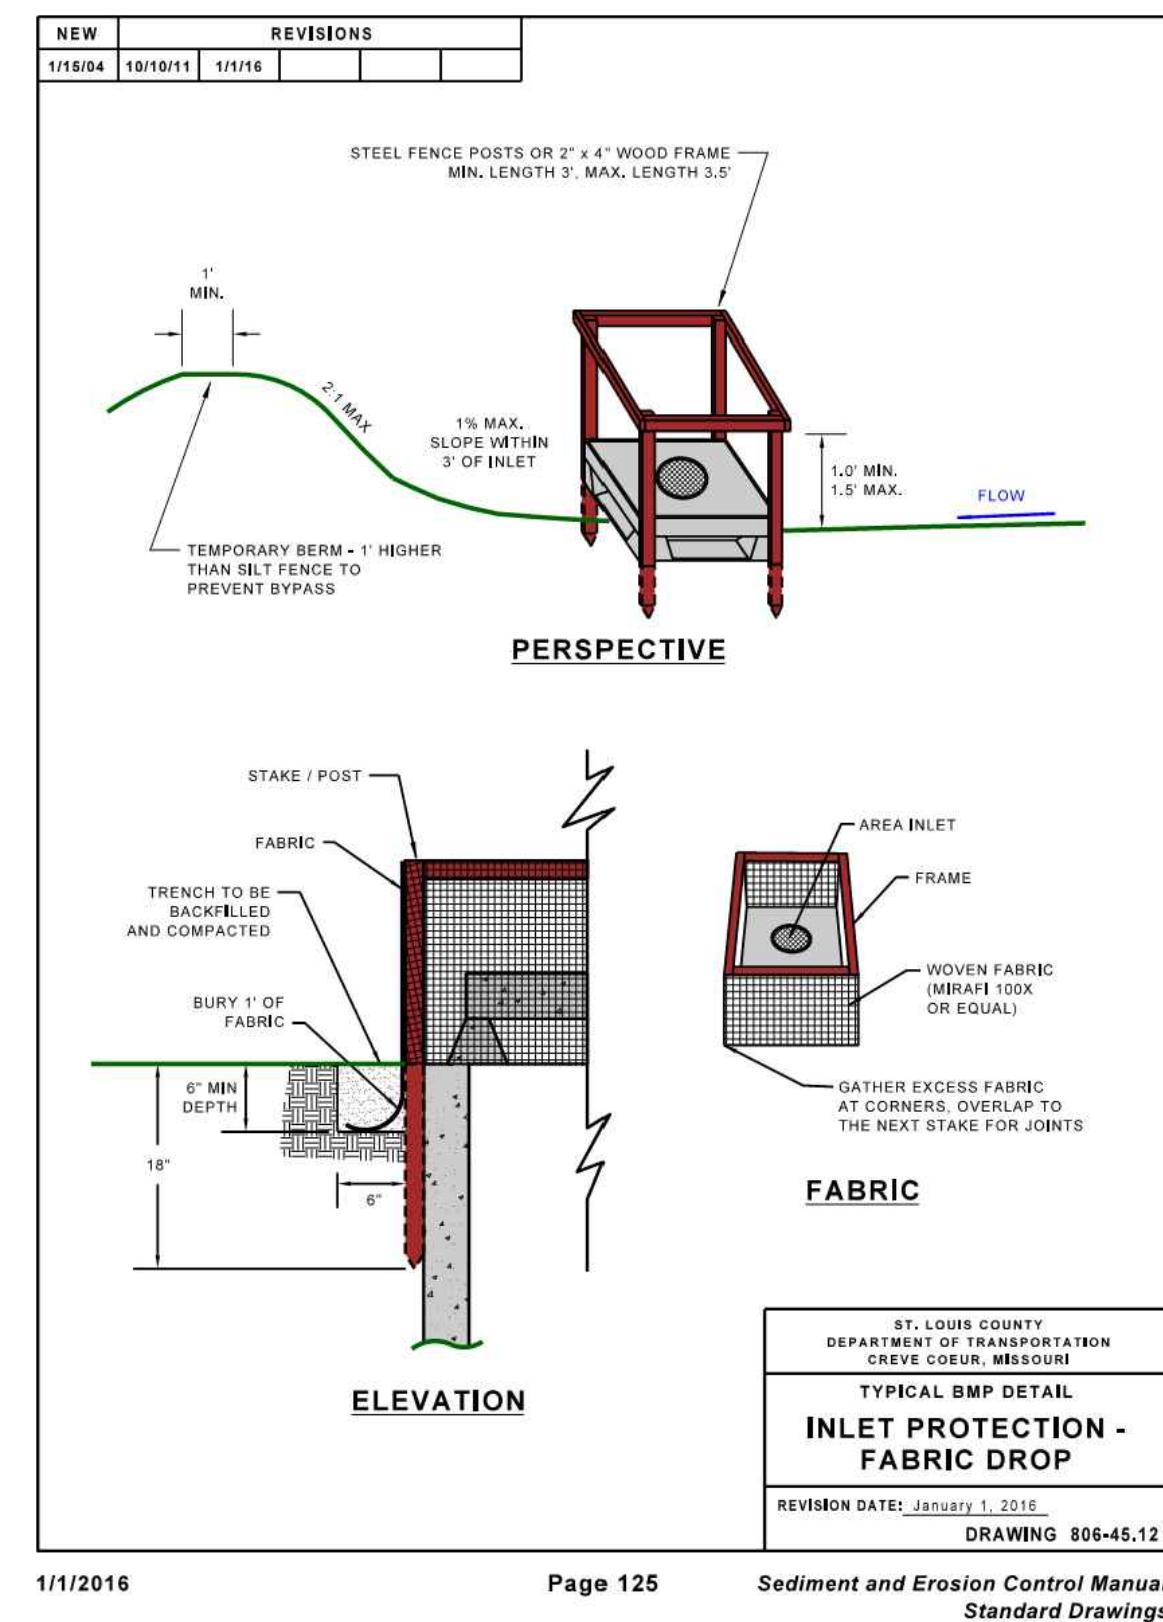 NEW REVISIONS
1/15/04 10/10/11 1/1/16
STEEL FENCE POSTS OR 2" x 4" WOOD FRAME
MIN. LENGTH 3', MAX. LENGTH 3.5'
1'
MIN.
2:1 MAX
1% MAX.
SLOPE WITHIN
3' OF INLET
1.0' MIN.
1.5' MAX.
FLOW
TEMPORARY BERM - 1' HIGHER
THAN SILT FENCE TO
PREVENT BYPASS
PERSPECTIVE
STAKE / POST
FABRIC
TRENCH TO BE
BACKFILLED
AND COMPACTED
BURY 1' OF
FABRIC
6" MIN
DEPTH
18"
6"
ELEVATION
AREA INLET
FRAME
WOVEN FABRIC
(MIRAFI 100X
OR EQUAL)
GATHER EXCESS FABRIC
AT CORNERS, OVERLAP TO
THE NEXT STAKE FOR JOINTS
FABRIC
ST. LOUIS COUNTY
DEPARTMENT OF TRANSPORTATION
CREVE COEUR, MISSOURI
TYPICAL BMP DETAIL
INLET PROTECTION -
FABRIC DROP
REVISION DATE: January 1, 2016
DRAWING 806-45.12
1/1/2016 Page 125 Sediment and Erosion Control Manual
Standard Drawings